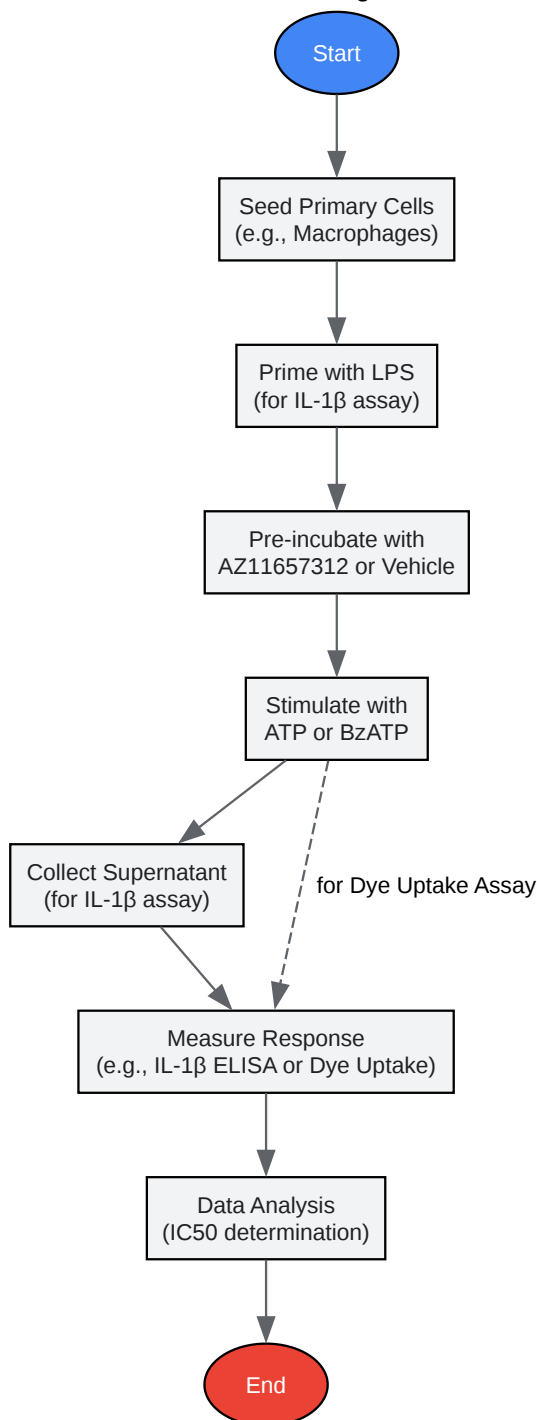 Start
Seed Primary Cells
(e.g., Macrophages)
Prime with LPS
(for IL-1β assay)
Pre-incubate with
AZ11657312 or Vehicle
Stimulate with
ATP or BzATP
Collect Supernatant
(for IL-1β assay)
for Dye Uptake Assay
Measure Response
(e.g., IL-1β ELISA or Dye Uptake)
Data Analysis
(IC50 determination)
End